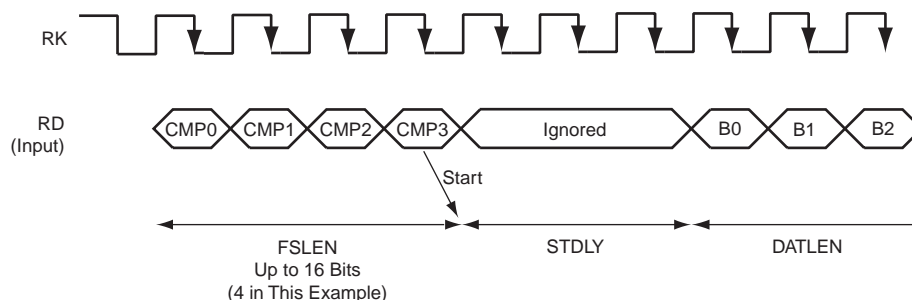 RK
RD
(Input)
CMP0 CMP1 CMP2 CMP3 Ignored B0 B1 B2
Start
FSLEN STDLY DATLEN
Up to 16 Bits
(4 in This Example)